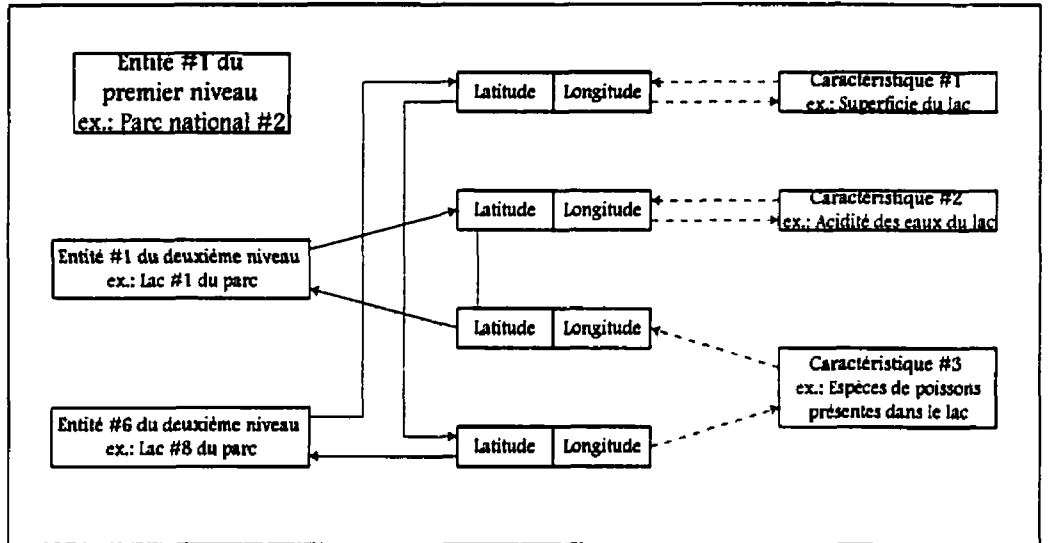 Entité #1 du
premier niveau
ex.: Parc national #2
Latitude Longitude
Caractéristique #1
ex.: Superficie du lac
Latitude Longitude
Caractéristique #2
ex.: Acidité des eaux du lac
Entité #1 du deuxième niveau
ex.: Lac #1 du parc
Latitude Longitude
Caractéristique #3
ex.: Espèces de poissons
présentes dans le lac
Entité #6 du deuxième niveau
ex.: Lac #8 du parc
Latitude Longitude